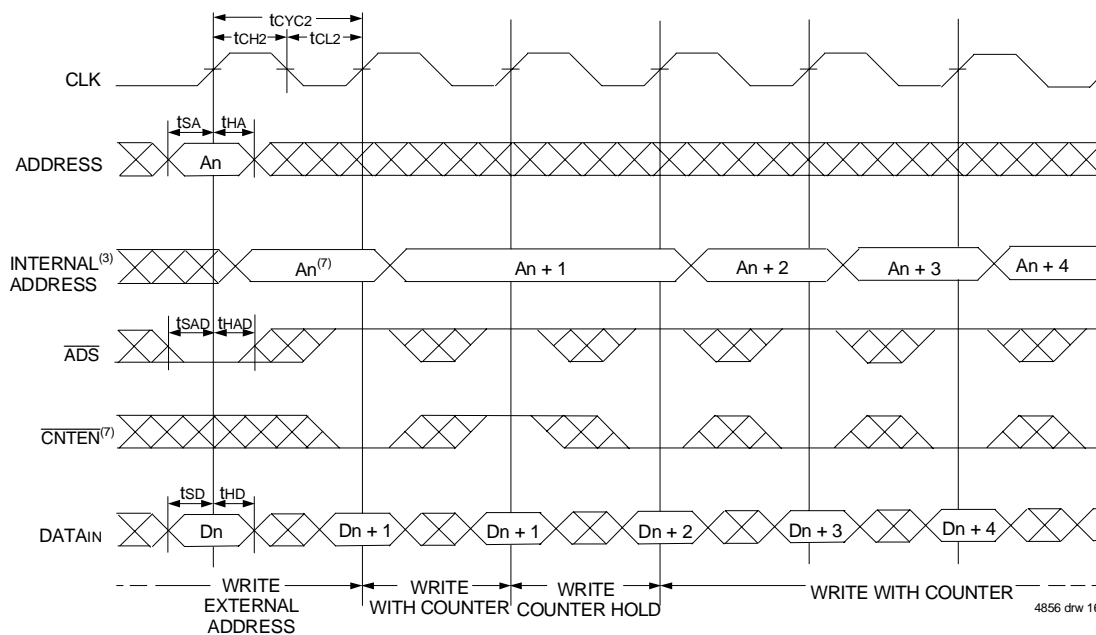 tCYC2
tCH2 tCL2
CLK
tSA tHA
ADDRESS An
INTERNAL(3)
ADDRESS
An(7) An + 1 An + 2 An + 3 An + 4
tSAD tHAD
ADS
CNTEN(7)
tSD tHD
DATAIN Dn Dn + 1 Dn + 1 Dn + 2 Dn + 3 Dn + 4
WRITE
EXTERNAL
ADDRESS
WRITE
WITH COUNTER
WRITE
COUNTER HOLD
WRITE WITH COUNTER
4856 drw 16